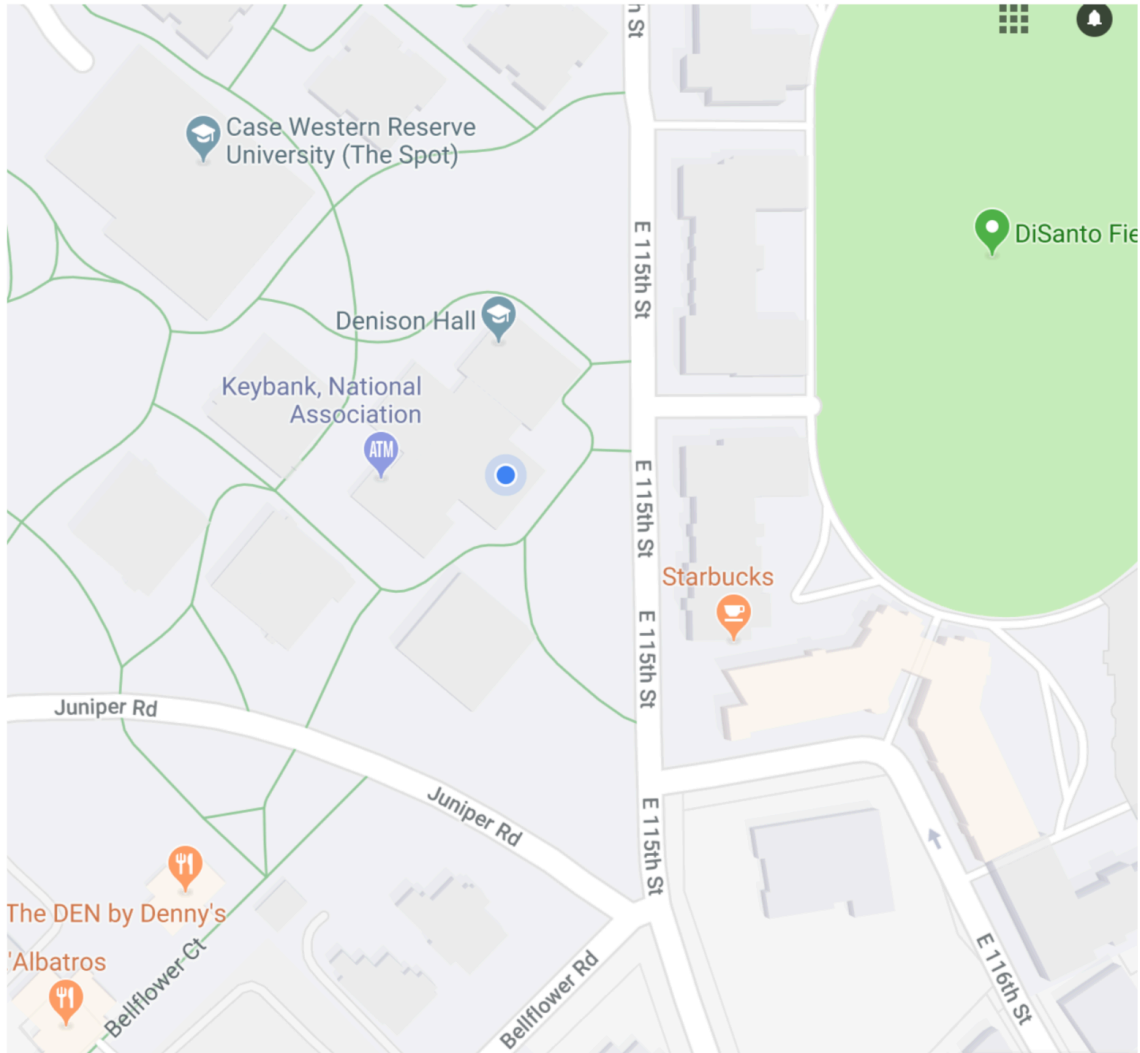 h St
Case Western Reserve
University (The Spot)
E 115th St
DiSanto Fie
Denison Hall
Keybank, National
Association
ATM
E 115th St
Starbucks
E 115th St
Juniper Rd
Juniper Rd
E 115th St
The DEN by Denny's
'Albatros
Bellflower Ct
Bellflower Rd
E 116th St